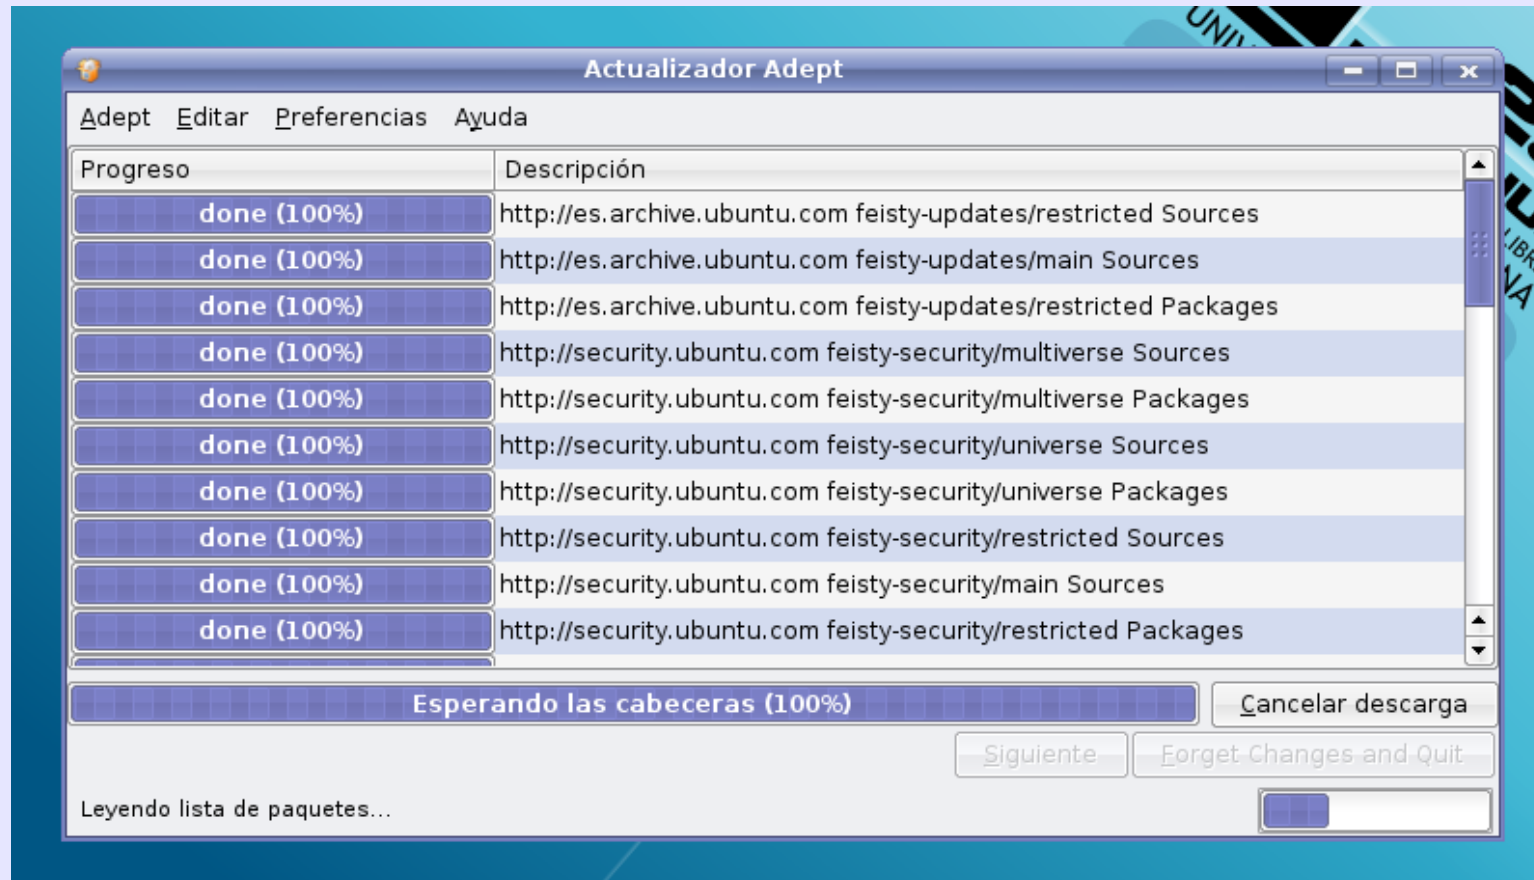 UNIV
Actualizador Adept
Adept Editar Preferencias Ayuda
Progreso Descripción
done (100%) http://es.archive.ubuntu.com feisty-updates/restricted Sources
done (100%) http://es.archive.ubuntu.com feisty-updates/main Sources
done (100%) http://es.archive.ubuntu.com feisty-updates/restricted Packages
done (100%) http://security.ubuntu.com feisty-security/multiverse Sources
done (100%) http://security.ubuntu.com feisty-security/multiverse Packages
done (100%) http://security.ubuntu.com feisty-security/universe Sources
done (100%) http://security.ubuntu.com feisty-security/universe Packages
done (100%) http://security.ubuntu.com feisty-security/restricted Sources
done (100%) http://security.ubuntu.com feisty-security/main Sources
done (100%) http://security.ubuntu.com feisty-security/restricted Packages
Esperando las cabeceras (100%) Cancelar descarga
Siguiente Forget Changes and Quit
Leyendo lista de paquetes...